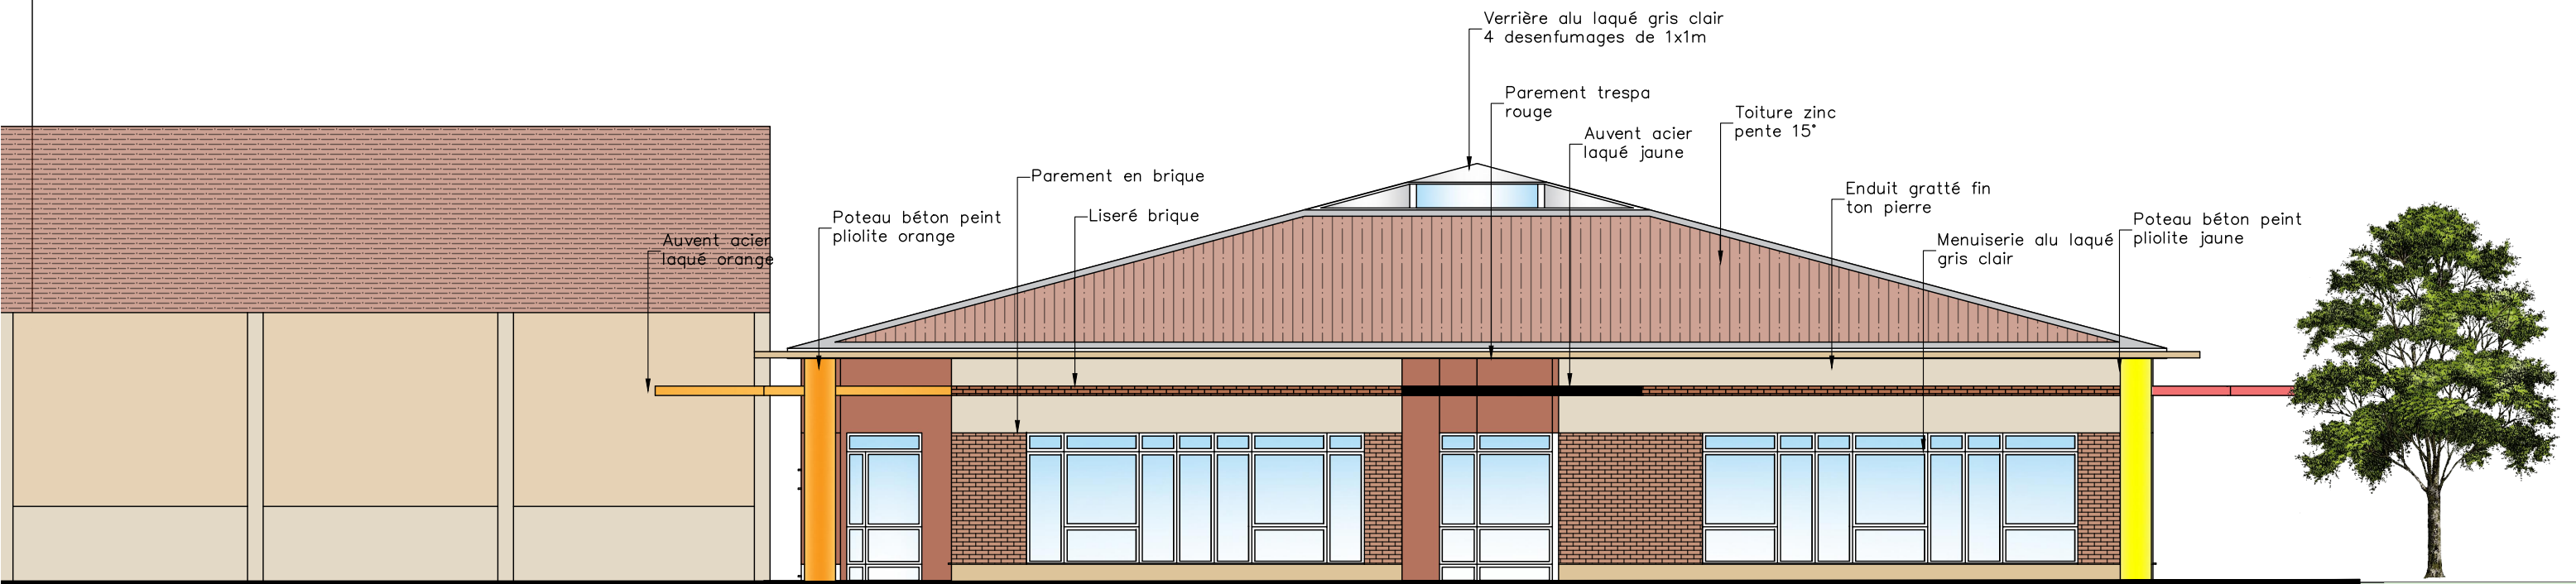 Verrière alu laqué gris clair
4 desenfumages de 1x1m
Parement trespa
rouge
Toiture zinc
pente 15°
Auvent acier
laqué jaune
Parement en brique
Enduit gratté fin
ton pierre
Liseré brique
Poteau béton peint
pliolite orange
Poteau béton peint
pliolite jaune
Auvent acier
laqué orange
Menuiserie alu laqué
gris clair